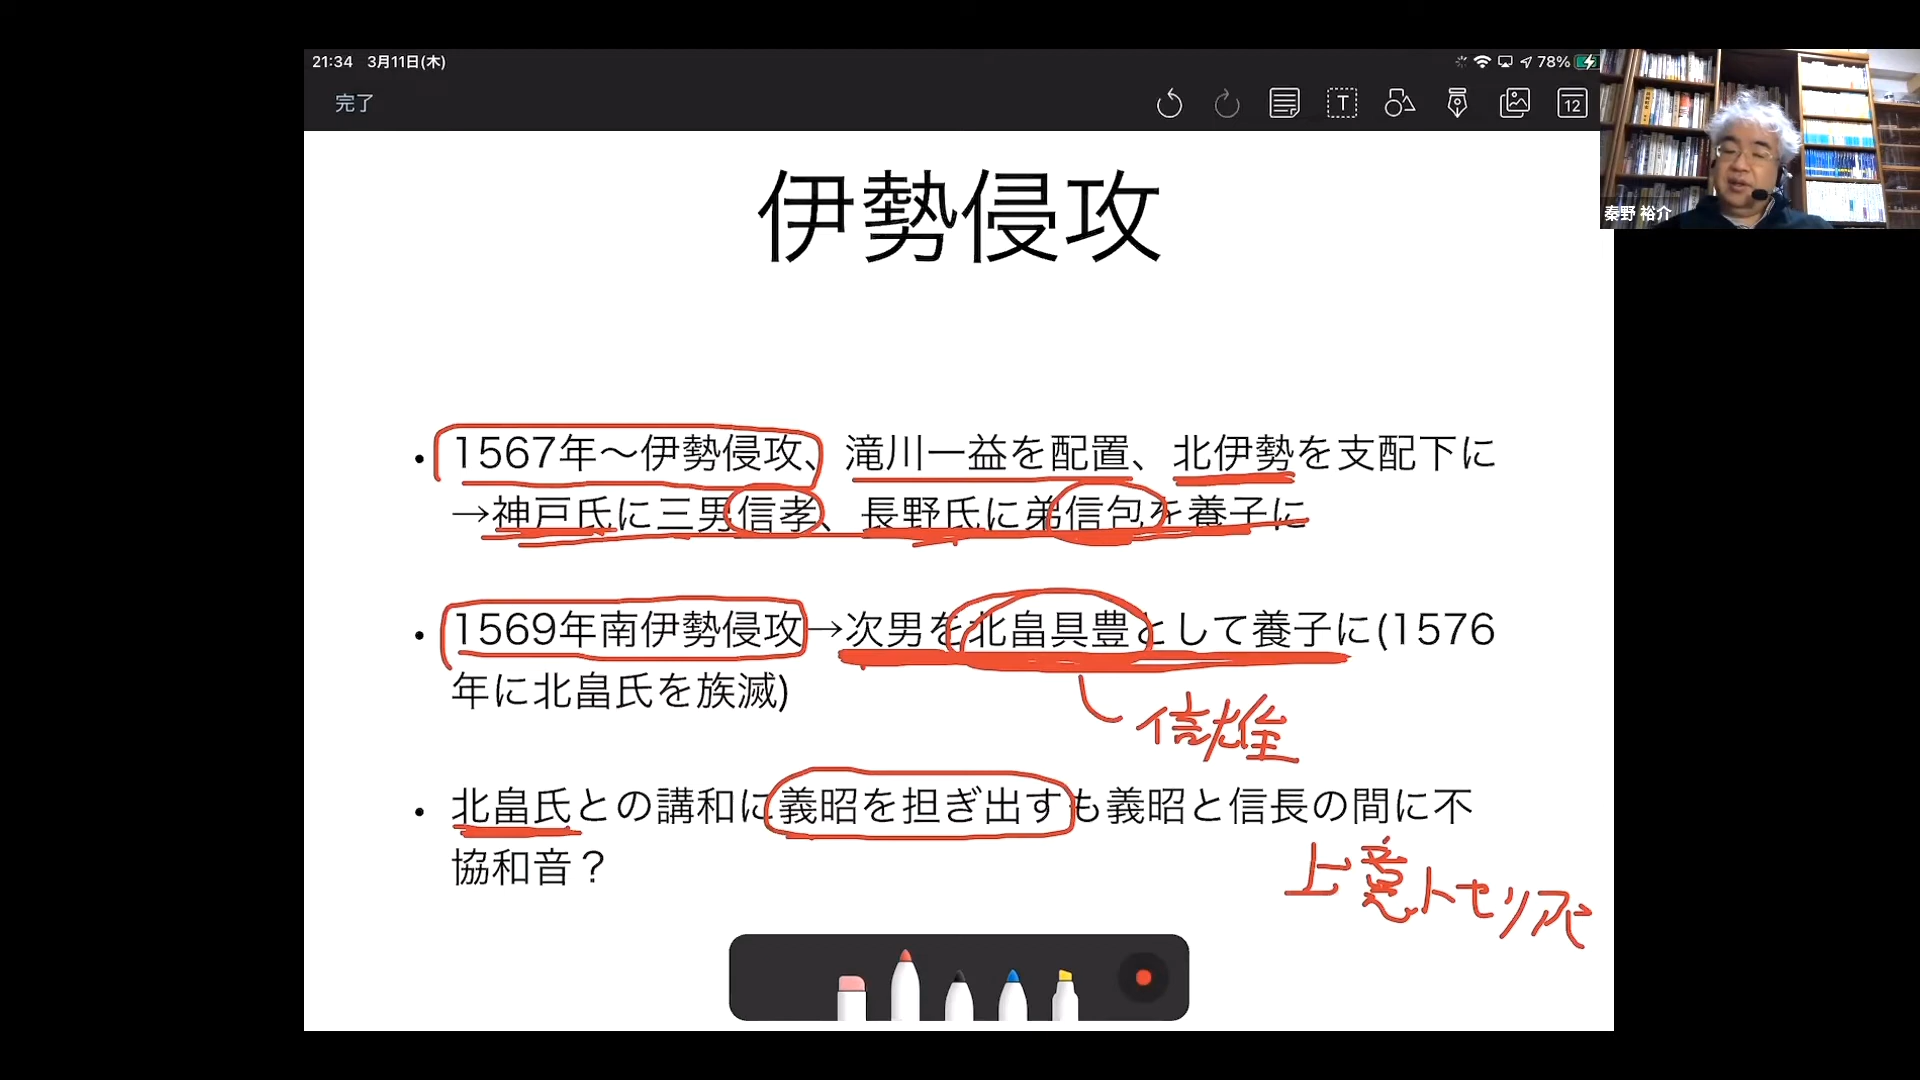 21:34 3月11日(木)
78%
完了
T
12
秦野 裕介
伊勢侵攻
• 1567年～伊勢侵攻、滝川一益を配置、北伊勢を支配下に
→神戸氏に三男信孝、長野氏に弟信包を養子に
• 1569年南伊勢侵攻→次男を北畠具豊として養子に(1576
年に北畠氏を族滅)
信雄
• 北畠氏との講和に義昭を担ぎ出すも義昭と信長の間に不
協和音？
上意トセリ